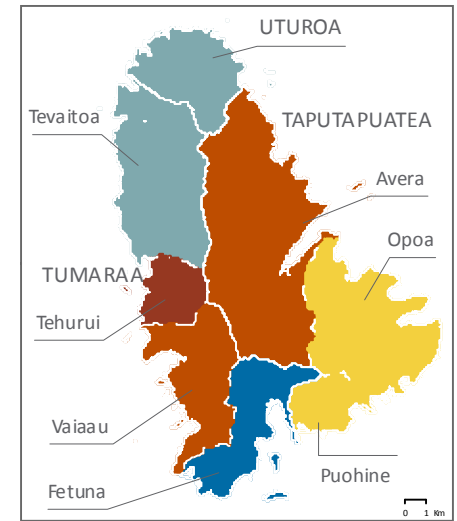 UTUROA
Tevaitoa
TAPUTAPUATEA
Avera
Opoa
TUMARAA
Tehurui
Vaiaau
Puohine
Fetuna
0 1 Km